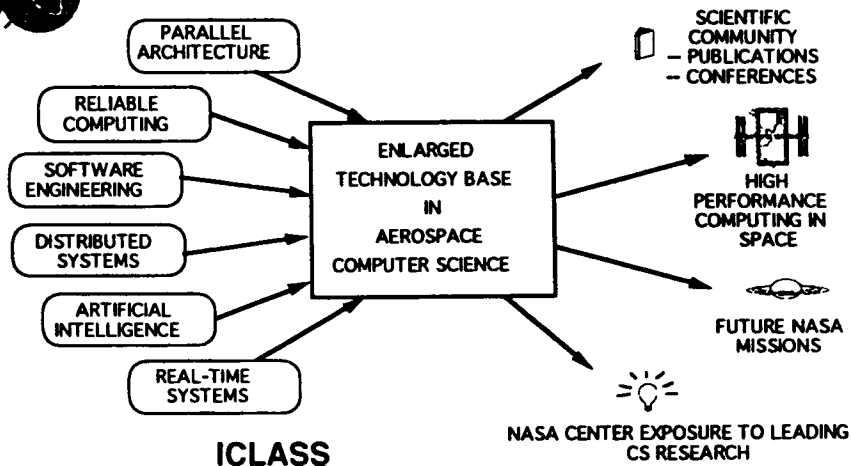 PARALLEL
ARCHITECTURE
RELIABLE
COMPUTING
SOFTWARE
ENGINEERING
DISTRIBUTED
SYSTEMS
ARTIFICIAL
INTELLIGENCE
REAL-TIME
SYSTEMS
ENLARGED
TECHNOLOGY BASE
IN
AEROSPACE
COMPUTER SCIENCE
SCIENTIFIC
COMMUNITY
– PUBLICATIONS
– CONFERENCES
HIGH
PERFORMANCE
COMPUTING IN
SPACE
FUTURE NASA
MISSIONS
NASA CENTER EXPOSURE TO LEADING
CS RESEARCH
ICLASS